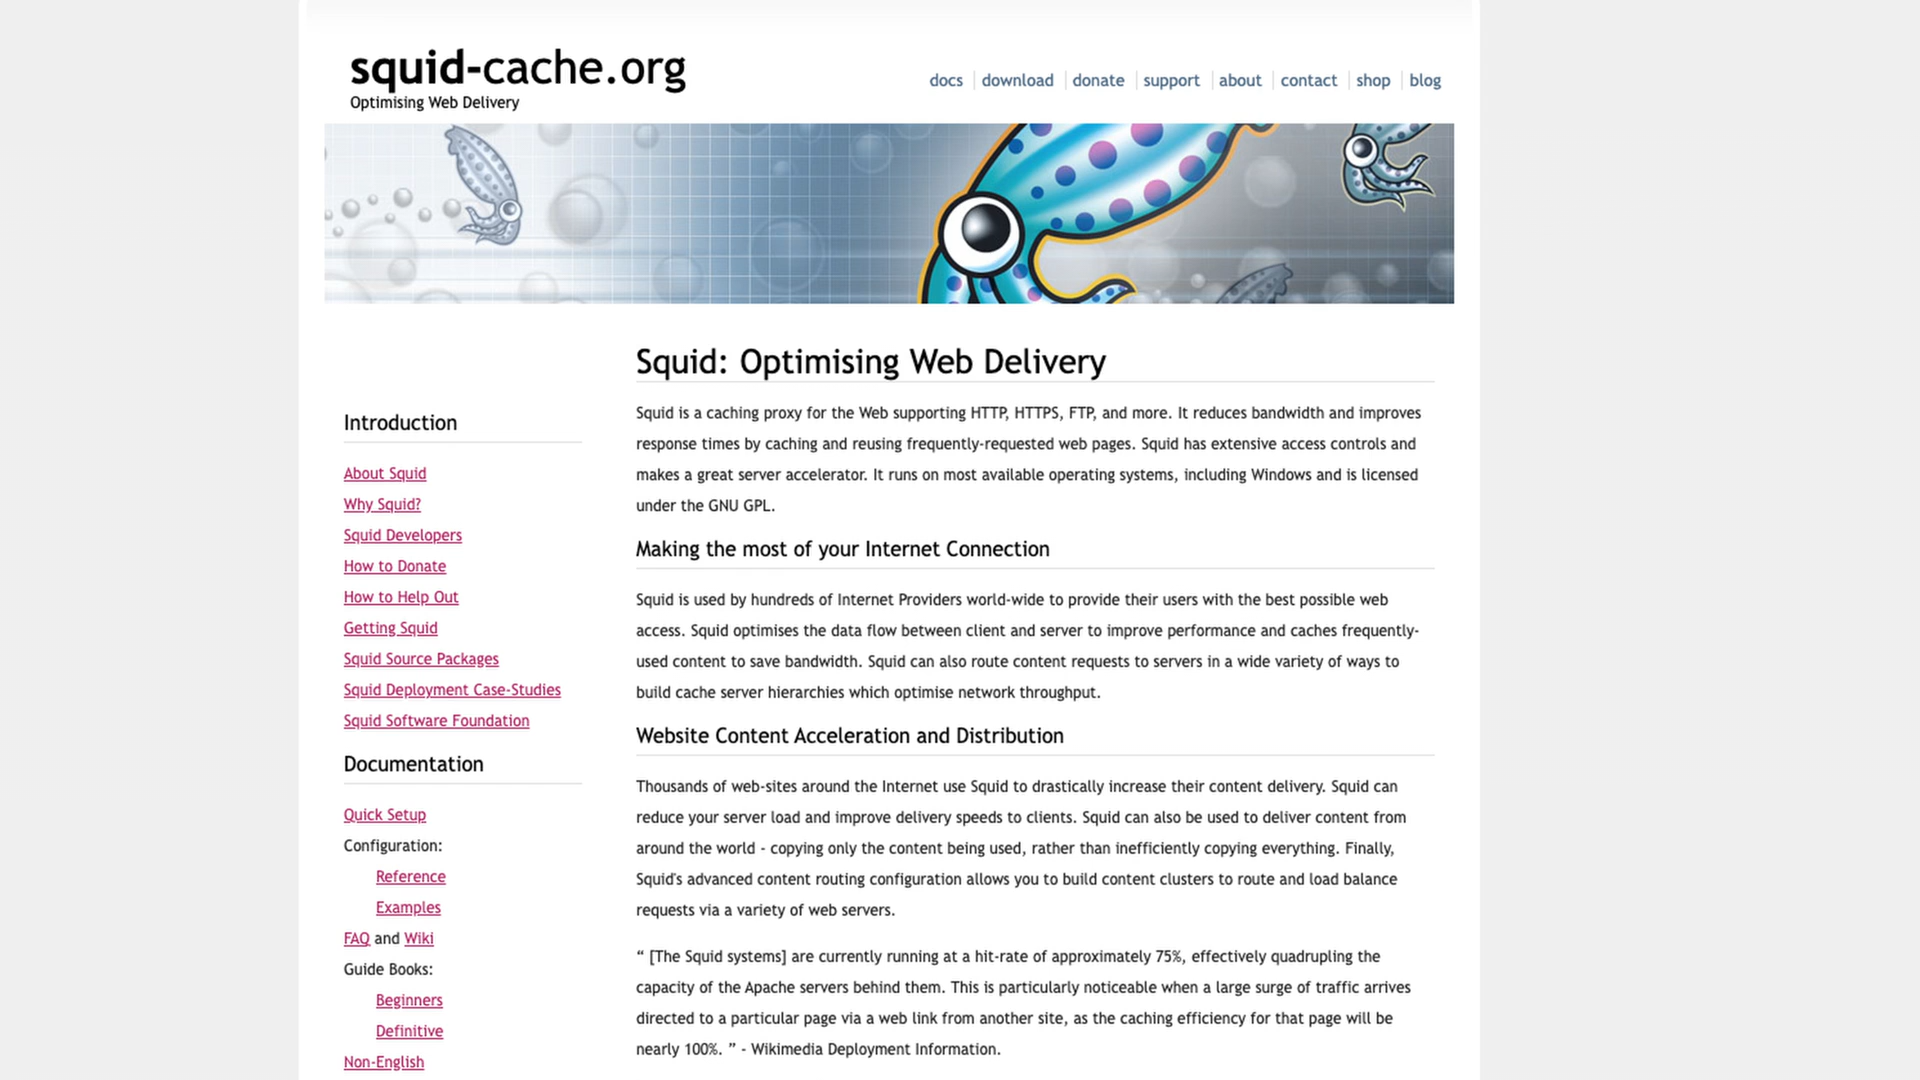 squid-cache.org
Optimising Web Delivery
docs download donate support about contact shop blog
Introduction
About Squid
Why Squid?
Squid Developers
How to Donate
How to Help Out
Getting Squid
Squid Source Packages
Squid Deployment Case-Studies
Squid Software Foundation
Documentation
Quick Setup
Configuration:
Reference
Examples
FAQ and Wiki
Guide Books:
Beginners
Definitive
Non-English
Squid: Optimising Web Delivery
Squid is a caching proxy for the Web supporting HTTP, HTTPS, FTP, and more. It reduces bandwidth and improves
response times by caching and reusing frequently-requested web pages. Squid has extensive access controls and
makes a great server accelerator. It runs on most available operating systems, including Windows and is licensed
under the GNU GPL.
Making the most of your Internet Connection
Squid is used by hundreds of Internet Providers world-wide to provide their users with the best possible web
access. Squid optimises the data flow between client and server to improve performance and caches frequently-
used content to save bandwidth. Squid can also route content requests to servers in a wide variety of ways to
build cache server hierarchies which optimise network throughput.
Website Content Acceleration and Distribution
Thousands of web-sites around the Internet use Squid to drastically increase their content delivery. Squid can
reduce your server load and improve delivery speeds to clients. Squid can also be used to deliver content from
around the world - copying only the content being used, rather than inefficiently copying everything. Finally,
Squid's advanced content routing configuration allows you to build content clusters to route and load balance
requests via a variety of web servers.
“ [The Squid systems] are currently running at a hit-rate of approximately 75%, effectively quadrupling the
capacity of the Apache servers behind them. This is particularly noticeable when a large surge of traffic arrives
directed to a particular page via a web link from another site, as the caching efficiency for that page will be
nearly 100%. ” - Wikimedia Deployment Information.